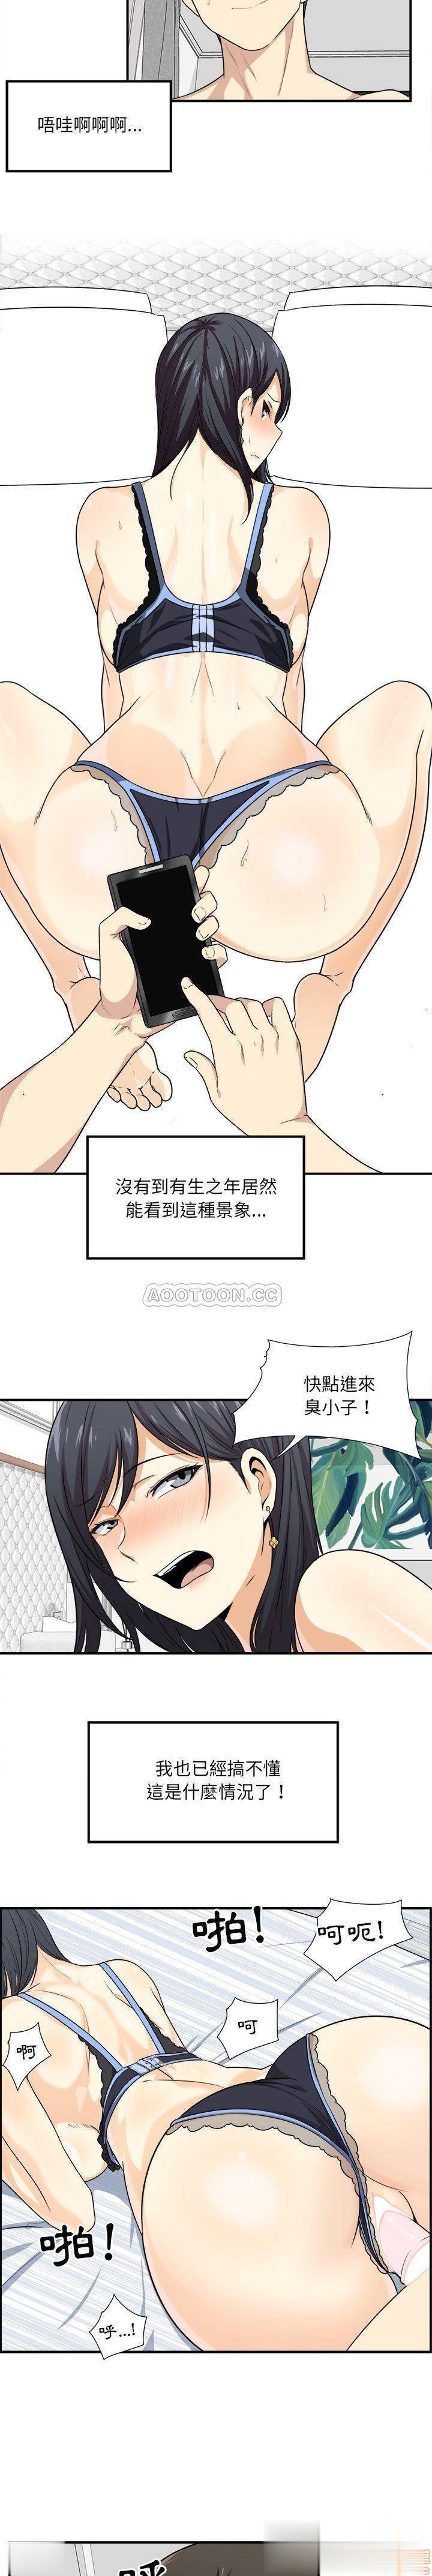 唔哇啊啊啊...
沒有到有生之年居然
能看到這種景象...
AOOTOON.CC
快點進來
臭小子！
我也已經搞不懂
這是什麼情況了！
啪！
呵呃！
呵
啊
啪！
呼...！
呼